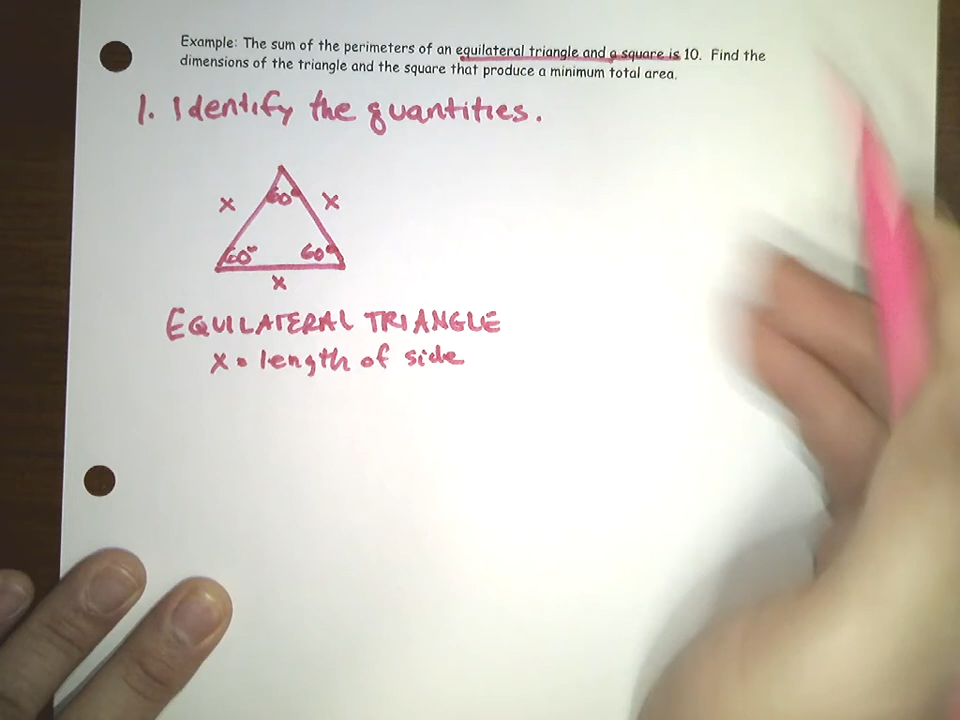 Example: The sum of the perimeters of an equilateral triangle and a square is 10. Find the
dimensions of the triangle and the square that produce a minimum total area.
1. Identify the quantities.
60°
x
x
60°
60°
x
EQUILATERAL TRIANGLE
x = length of side